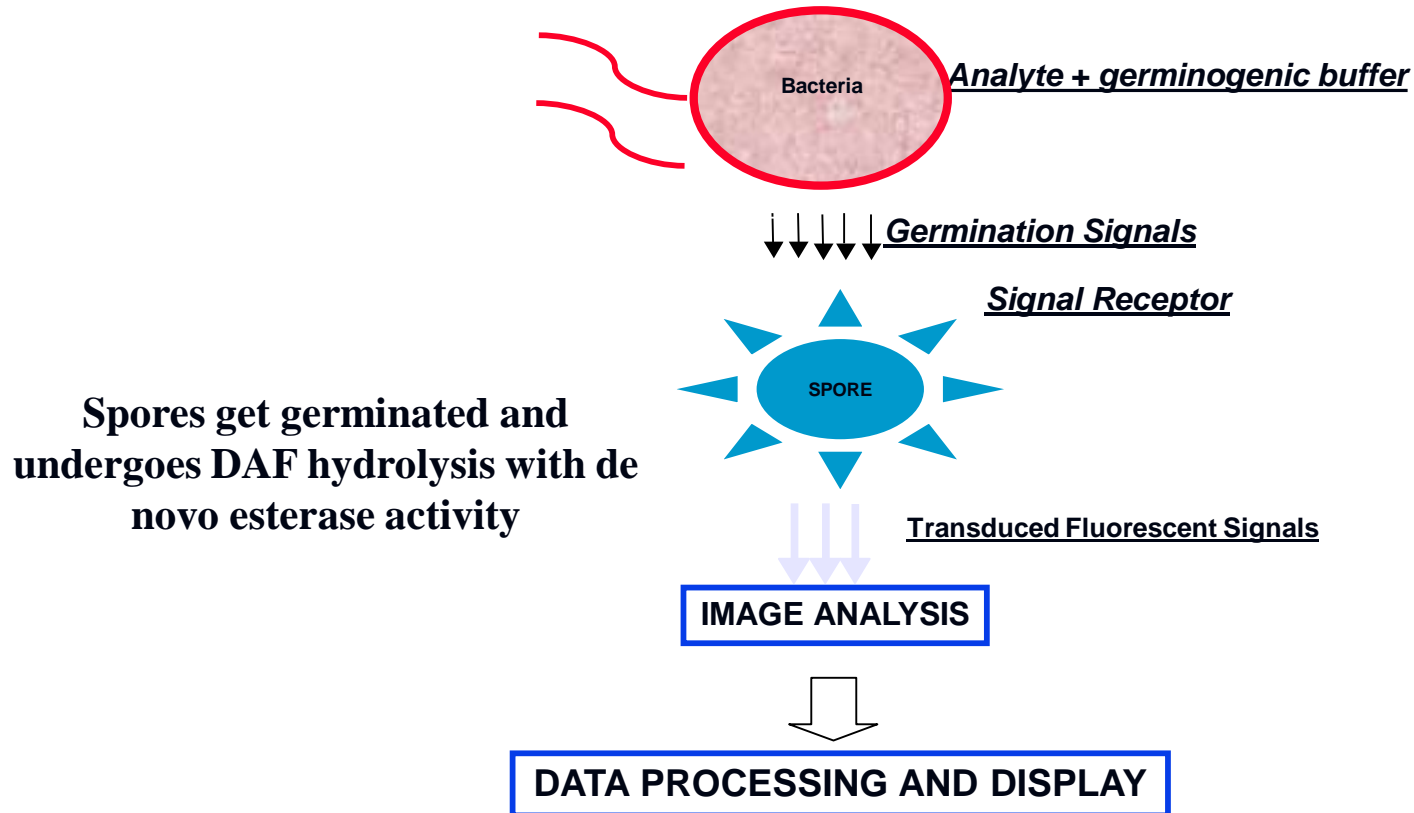 Bacteria
Analyte + germinogenic buffer
Germination Signals
Signal Receptor
SPORE
Spores get germinated and
undergoes DAF hydrolysis with de
novo esterase activity
Transduced Fluorescent Signals
IMAGE ANALYSIS
DATA PROCESSING AND DISPLAY